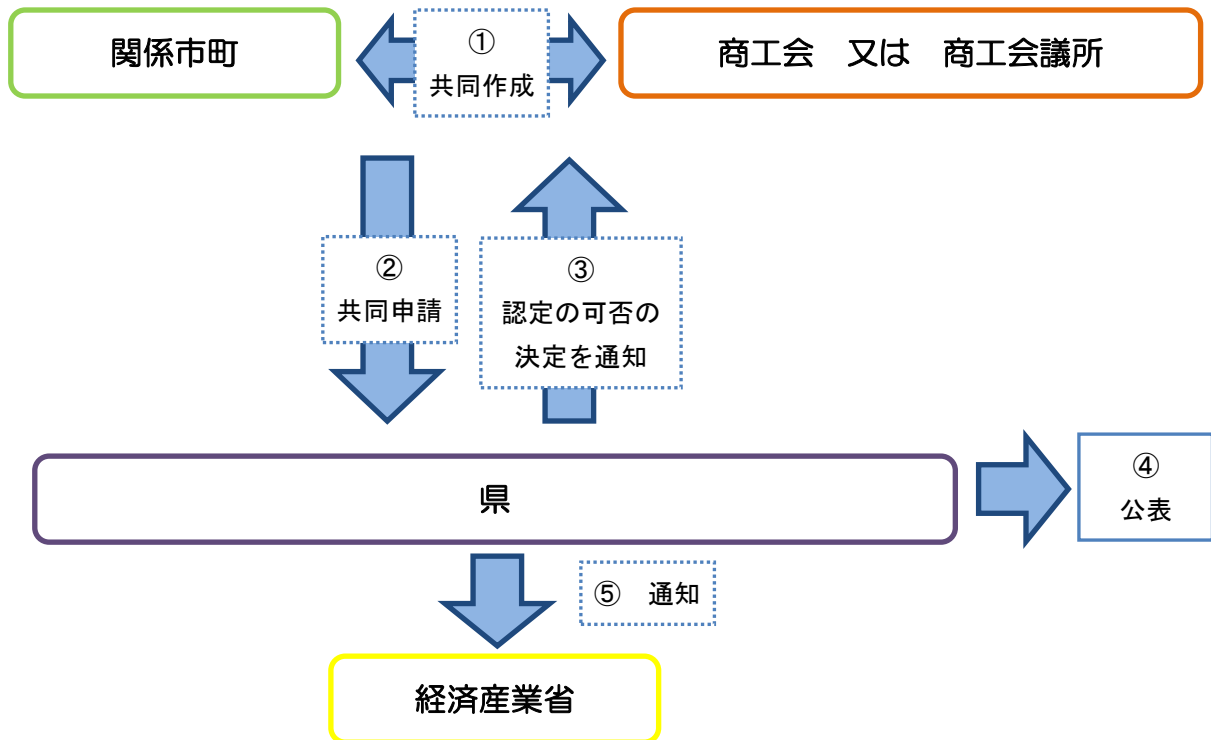 関係市町
①
共同作成
商工会　又は　商工会議所
②
共同申請
③
認定の可否の
決定を通知
県
④
公表
⑤　通知
経済産業省